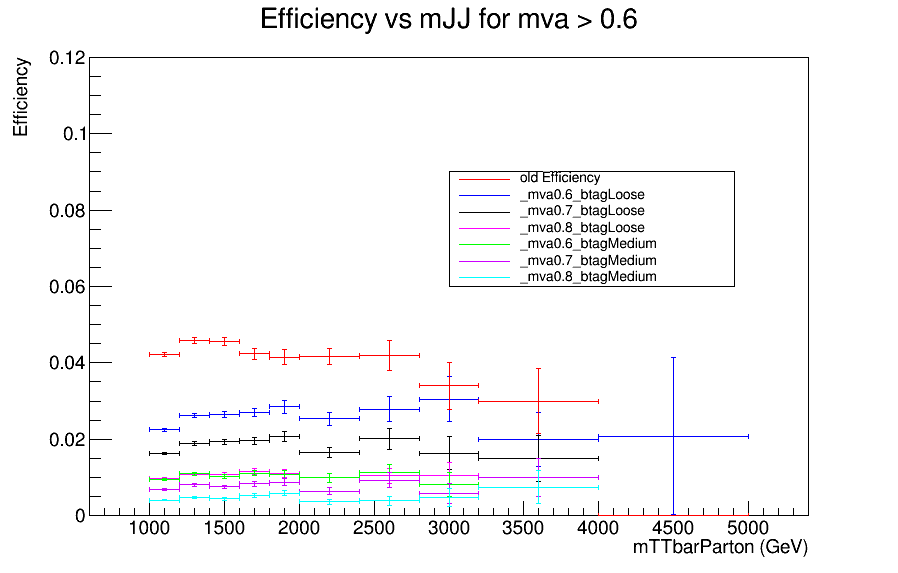 Efficiency vs mJJ for mva > 0.6
Efficiency
0.12
0.1
0.08
0.06
0.04
0.02
0
old Efficiency
_mva0.6_btagLoose
_mva0.7_btagLoose
_mva0.8_btagLoose
_mva0.6_btagMedium
_mva0.7_btagMedium
_mva0.8_btagMedium
1000 1500 2000 2500 3000 3500 4000 4500 5000
mTTbarParton (GeV)